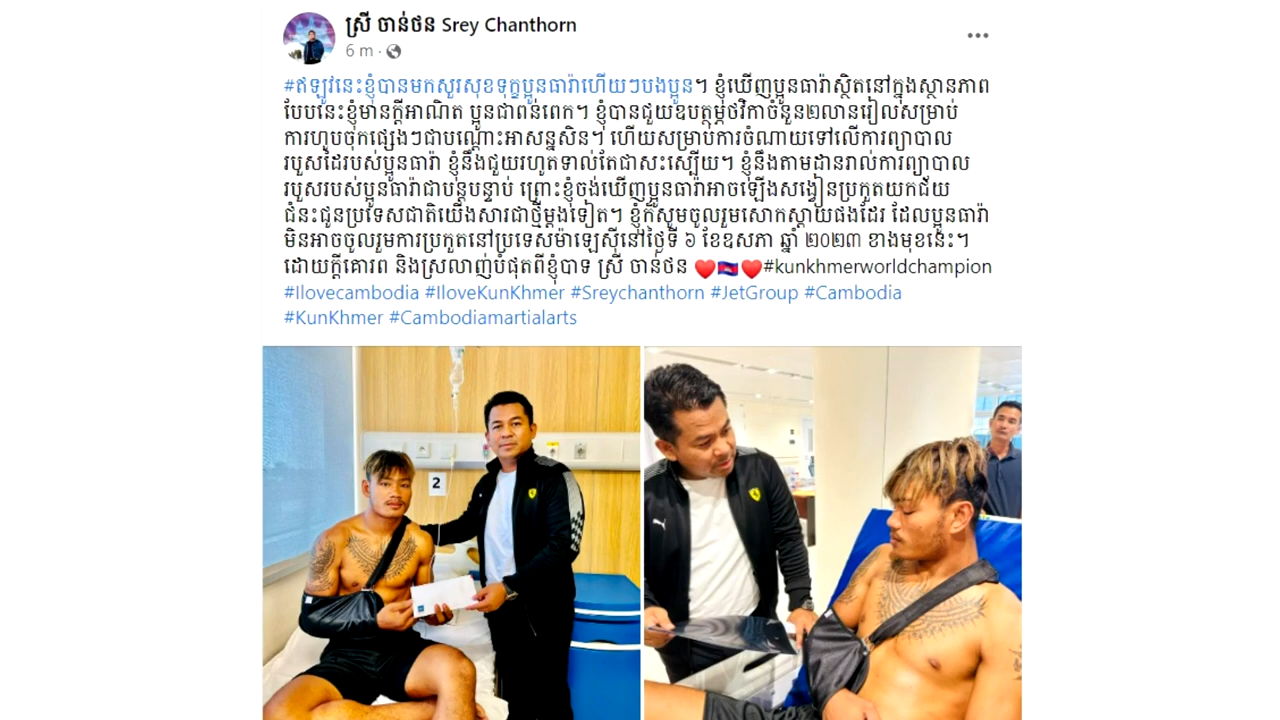 ស្រី ចាន់ថន Srey Chanthorn
6 m ·
#ឥឡូវនេះខ្ញុំបានមកសួរសុខទុក្ខប្អូនធារ៉ាហើយៗបងប្អូន។ ខ្ញុំឃើញប្អូនធារ៉ាស្ថិតនៅក្នុងស្ថានភាព
បែបនេះខ្ញុំមានក្ដីអាណិត ប្អូនជាពន់ពេក។ ខ្ញុំបានជួយឧបត្ថម្ភថវិកាចំនួន២លានរៀលសម្រាប់
ការហូបចុកផ្សេងៗជាបណ្ដោះអាសន្នសិន។ ហើយសម្រាប់ការចំណាយទៅលើការព្យាបាល
របួសដៃរបស់ប្អូនធារ៉ា ខ្ញុំនឹងជួយរហូតទាល់តែជាសះស្បើយ។ ខ្ញុំនឹងតាមដានរាល់ការព្យាបាល
របួសរបស់ប្អូនធារ៉ាជាបន្តបន្ទាប់ ព្រោះខ្ញុំចង់ឃើញប្អូនធារ៉ាអាចឡើងសង្វៀនប្រកួតយកជ័យ
ជំនះជូនប្រទេសជាតិយើងសារជាថ្មីម្ដងទៀត។ ខ្ញុំក៏សូមចូលរួមសោកស្ដាយផងដែរ ដែលប្អូនធារ៉ា
មិនអាចចូលរួមការប្រកួតនៅប្រទេសម៉ាឡេស៊ីនៅថ្ងៃទី ៦ ខែឧសភា ឆ្នាំ ២០២៣ ខាងមុខនេះ។
ដោយក្ដីគោរព និងស្រលាញ់បំផុតពីខ្ញុំបាទ ស្រី ចាន់ថន ♥️🇰🇭♥️#kunkhmerworldchampion
#Ilovecambodia #IloveKunKhmer #Sreychanthorn #JetGroup #Cambodia
#KunKhmer #Cambodiamartialarts
2